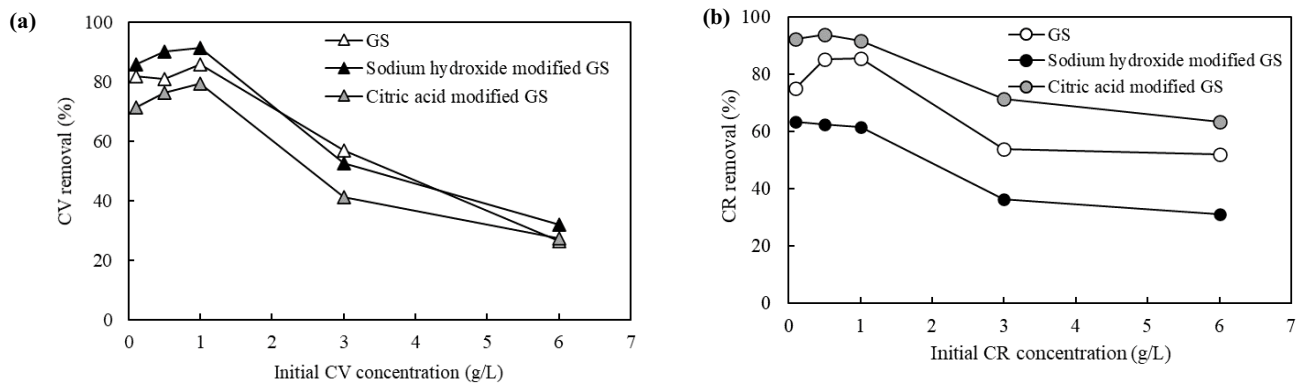 (a)
100
80
60
40
20
0
CV removal (%)
GS
Sodium hydroxide modified GS
Citric acid modified GS
0 1 2 3 4 5 6 7
Initial CV concentration (g/L)
(b)
100
80
60
40
20
0
CR removal (%)
GS
Sodium hydroxide modified GS
Citric acid modified GS
0 1 2 3 4 5 6 7
Initial CR concentration (g/L)